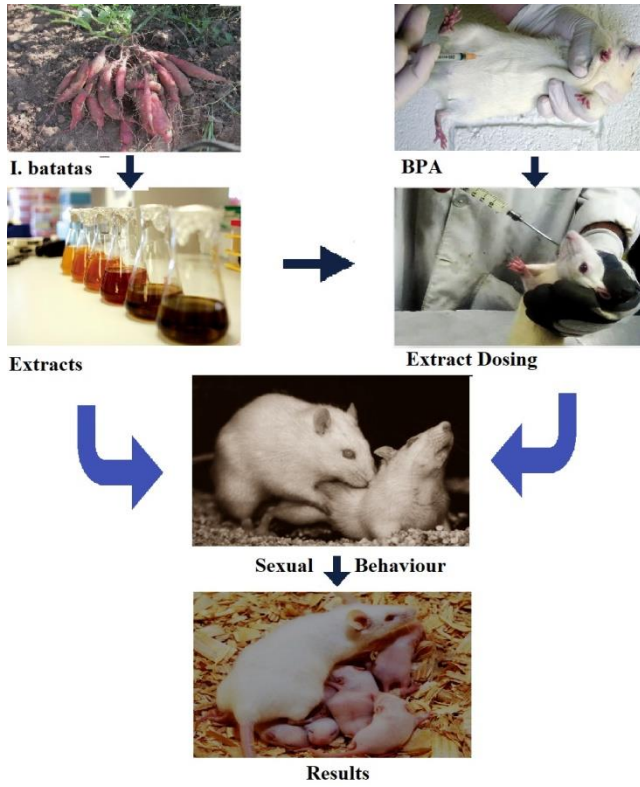 I. batatas
BPA
Extracts
Extract Dosing
Sexual Behaviour
Results